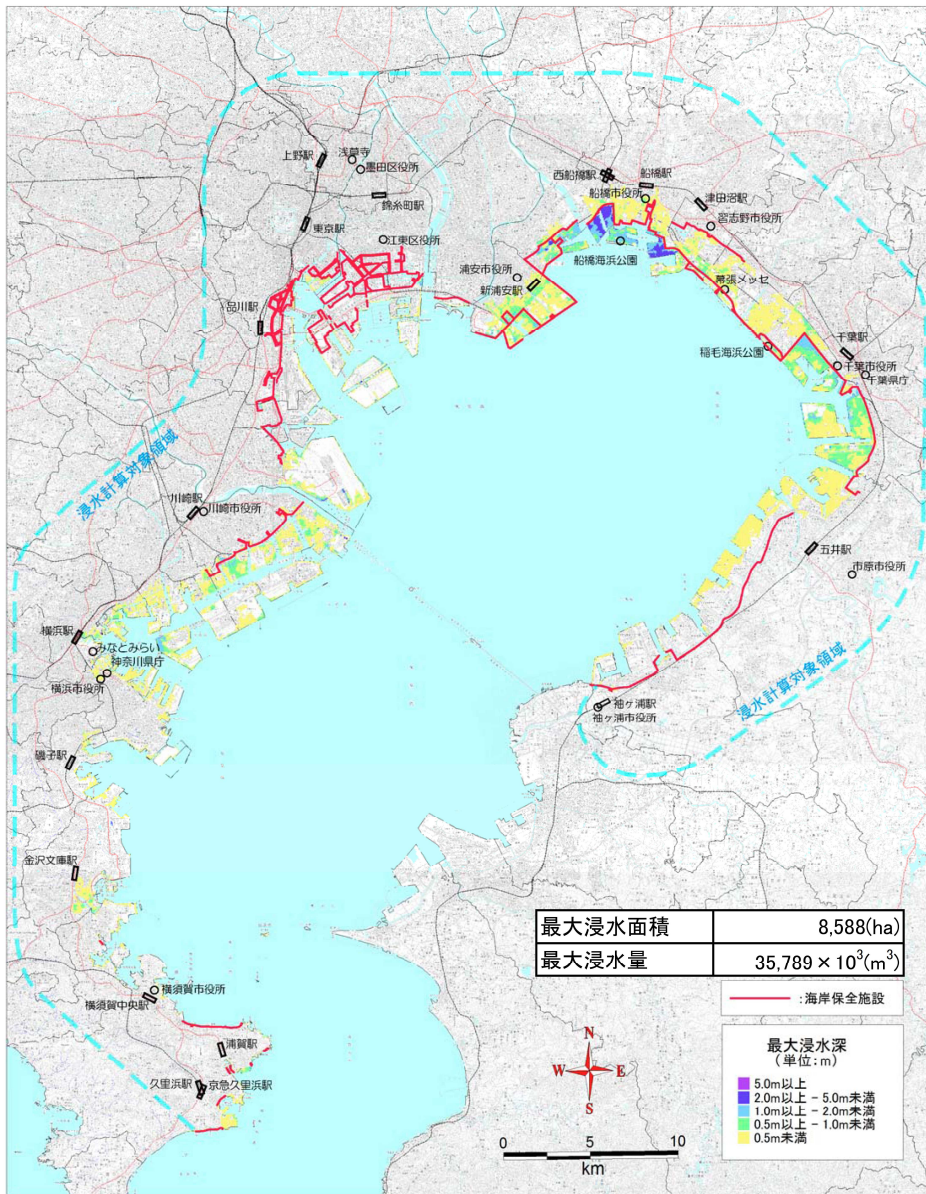 上野駅
浅草寺
墨田区役所
錦糸町駅
西船橋駅
船橋駅
船橋市役所
津田沼駅
習志野市役所
東京駅
江東区役所
船橋海浜公園
浦安市役所
新浦安駅
幕張メッセ
品川駅
稲毛海浜公園
千葉駅
千葉市役所
千葉県庁
浸水計算対象領域
川崎駅
川崎市役所
五井駅
市原市役所
横浜駅
みなとみらい
神奈川県庁
横浜市役所
浸水計算対象領域
袖ヶ浦駅
袖ヶ浦市役所
磯子駅
金沢文庫駅
最大浸水面積 8,588(ha)
最大浸水量 35,789×10³(m³)
横須賀市役所
横須賀中央駅
:海岸保全施設
浦賀駅
久里浜駅
京急久里浜駅
N
W E
S
0 5 10
km
最大浸水深
(単位:m)
5.0m以上
2.0m以上 - 5.0m未満
1.0m以上 - 2.0m未満
0.5m以上 - 1.0m未満
0.5m未満